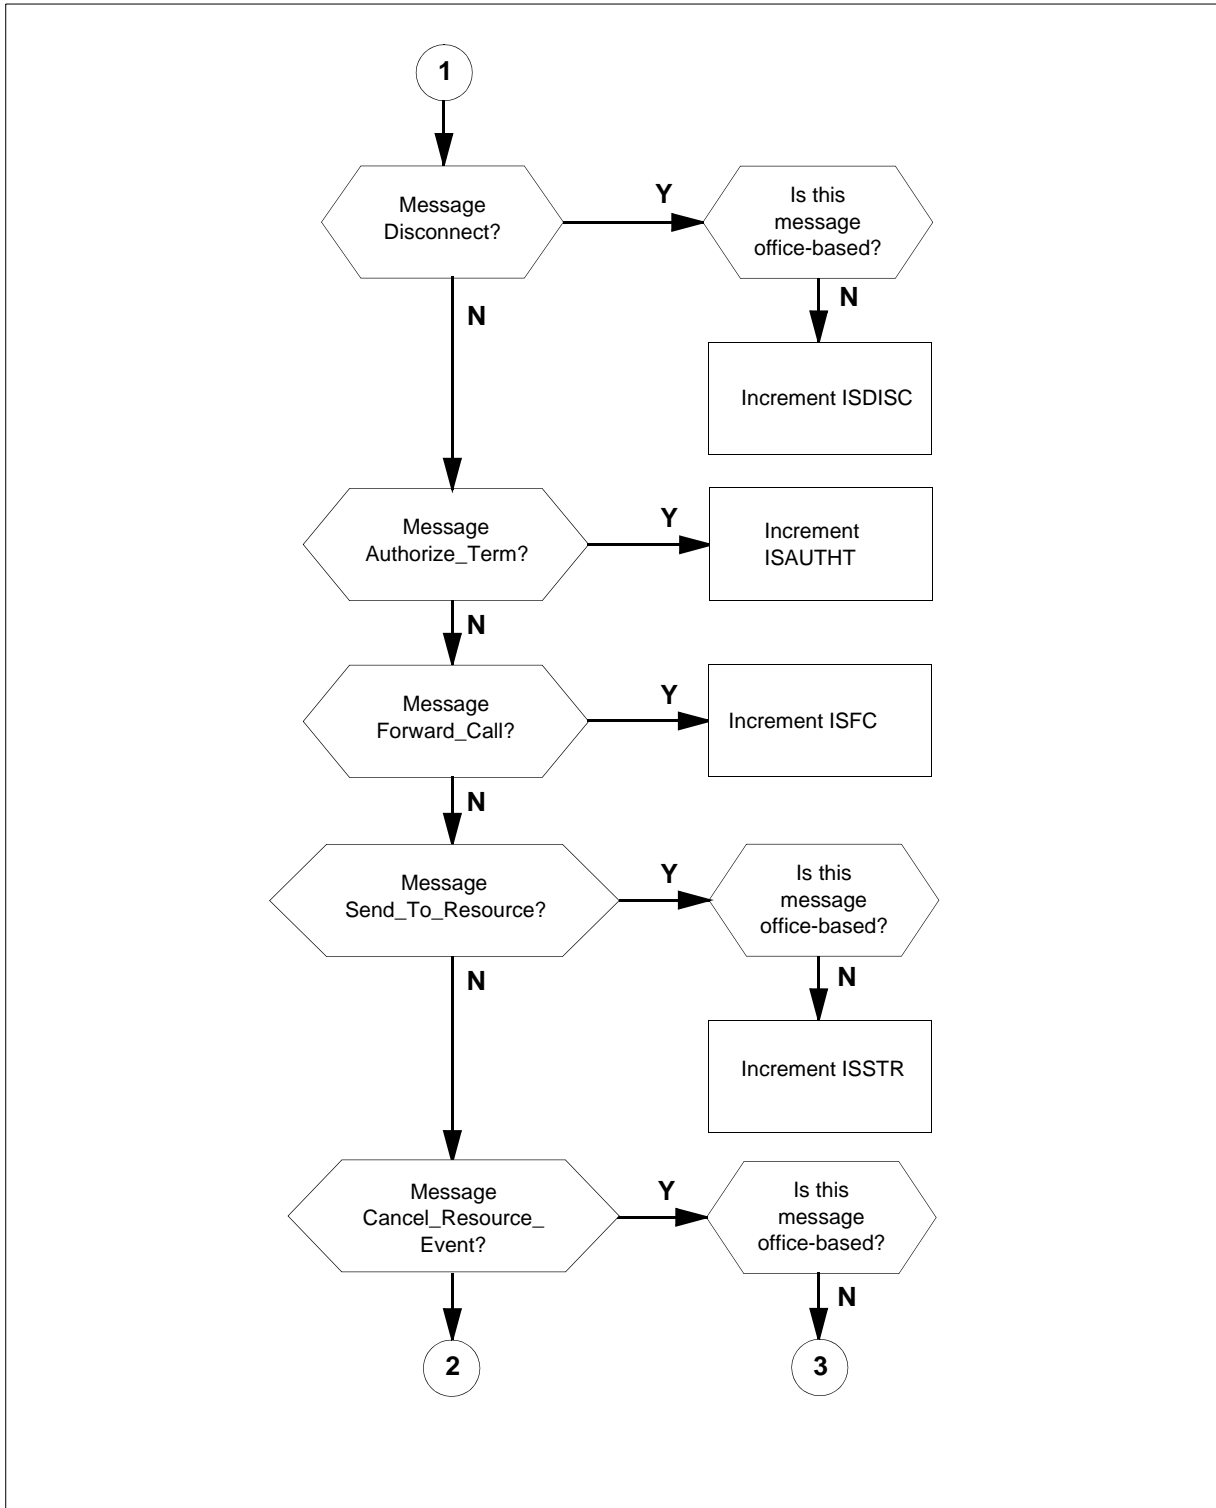 1
Message
Disconnect?
Y
Is this
message
office-based?
N
N
Increment ISDISC
Message
Authorize_Term?
Y
Increment
ISAUTHT
N
Message
Forward_Call?
Y
Increment ISFC
N
Message
Send_To_Resource?
Y
Is this
message
office-based?
N
N
Increment ISSTR
Message
Cancel_Resource_
Event?
Y
Is this
message
office-based?
N
2
3